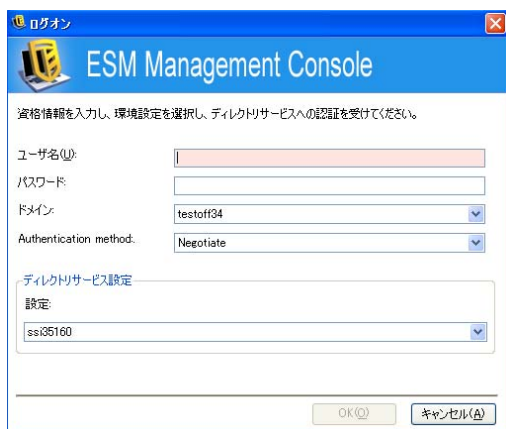 ログオン
ESM Management Console
資格情報を入力し、環境設定を選択し、ディレクトリサービスへの認証を受けてください。
ユーザ名(U):
パスワード:
ドメイン:
testoff34
Authentication method:
Negotiate
ディレクトリサービス設定
設定:
ssi35160
OK(O)
キャンセル(A)